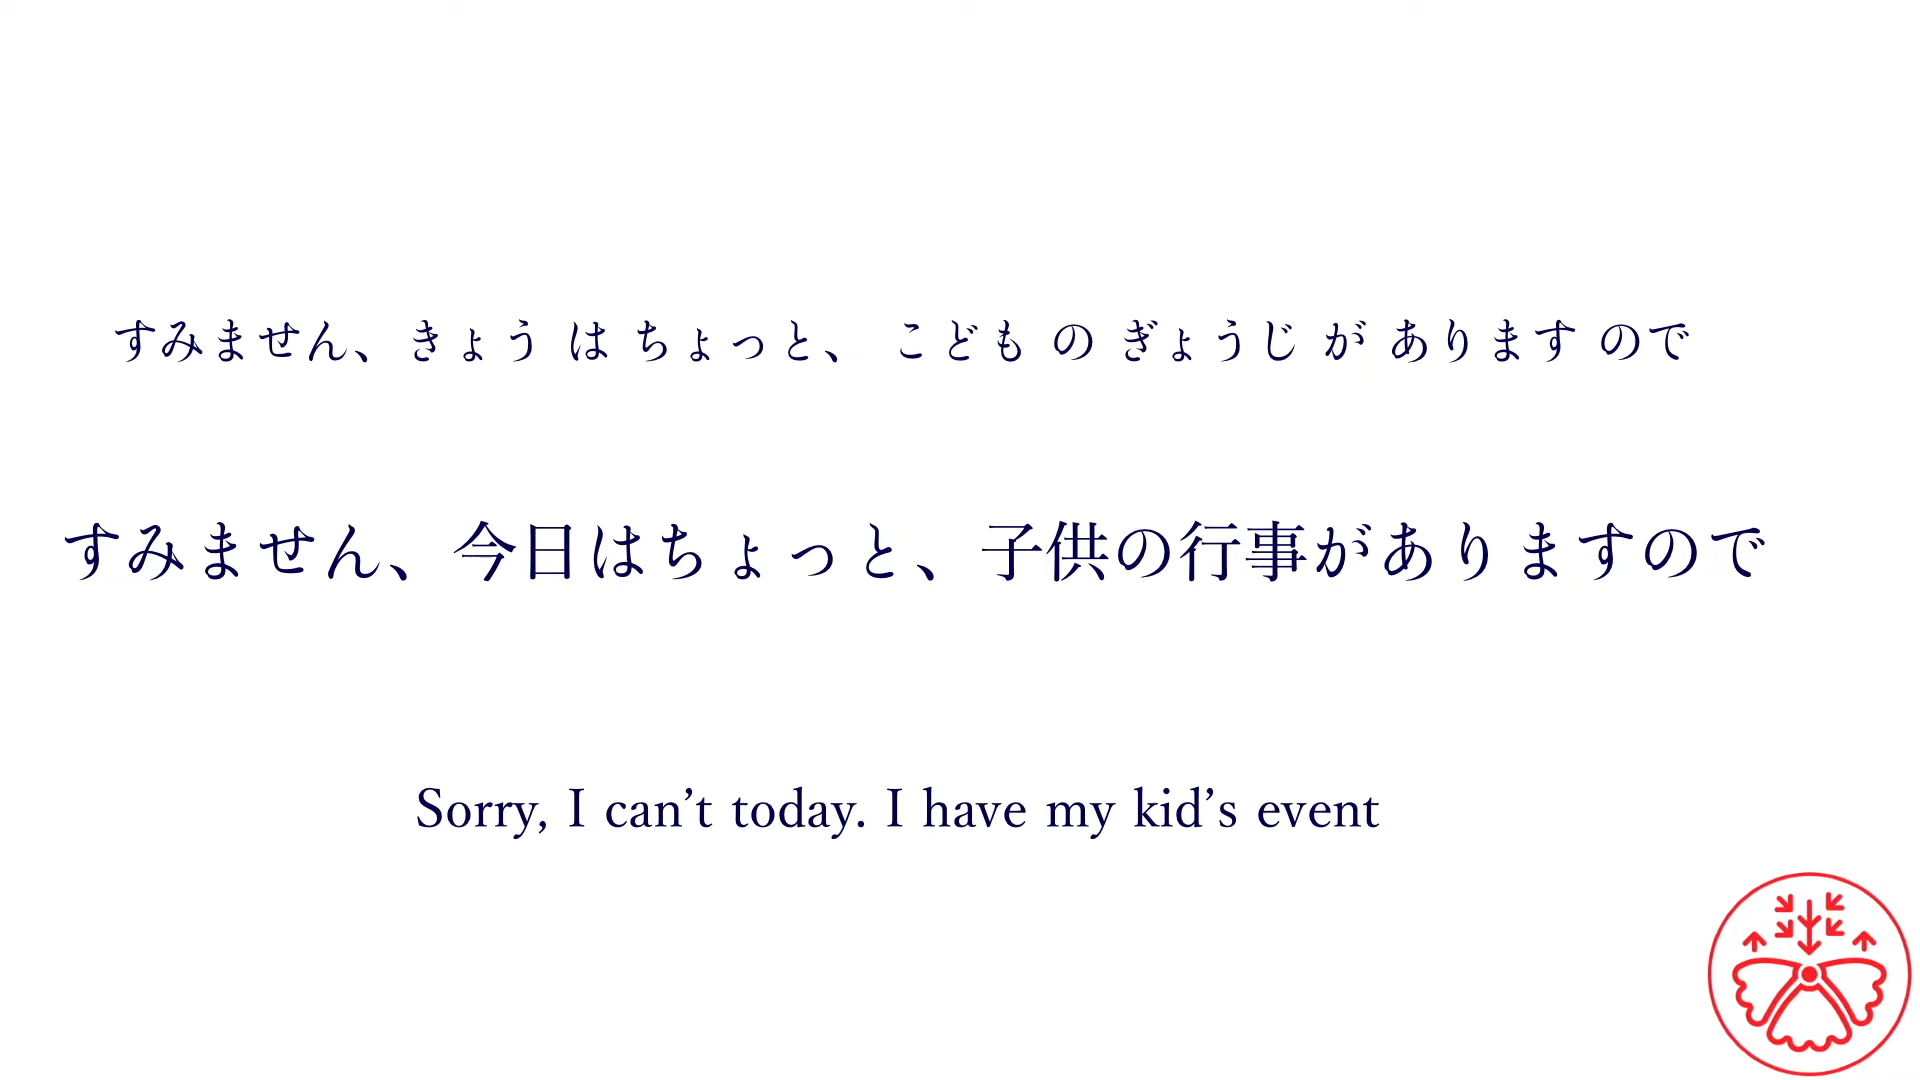 すみません、きょう は ちょっと、 こども の ぎょうじ が あります ので
すみません、今日はちょっと、子供の行事がありますので
Sorry, I can’t today. I have my kid’s event